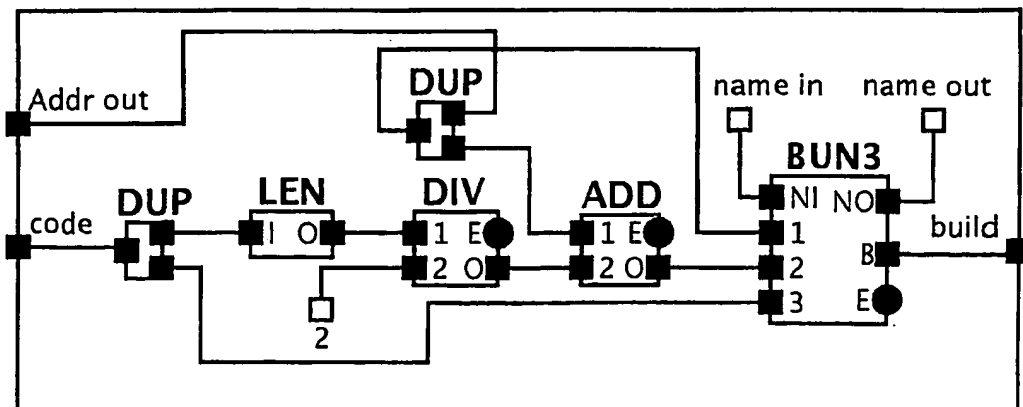 DUP
name in name out
Addr out
BUN3
DUP LEN DIV ADD
NI NO
code
I O
1 E
1 E
1
build
B
2 O
2 O
2
2
3 E